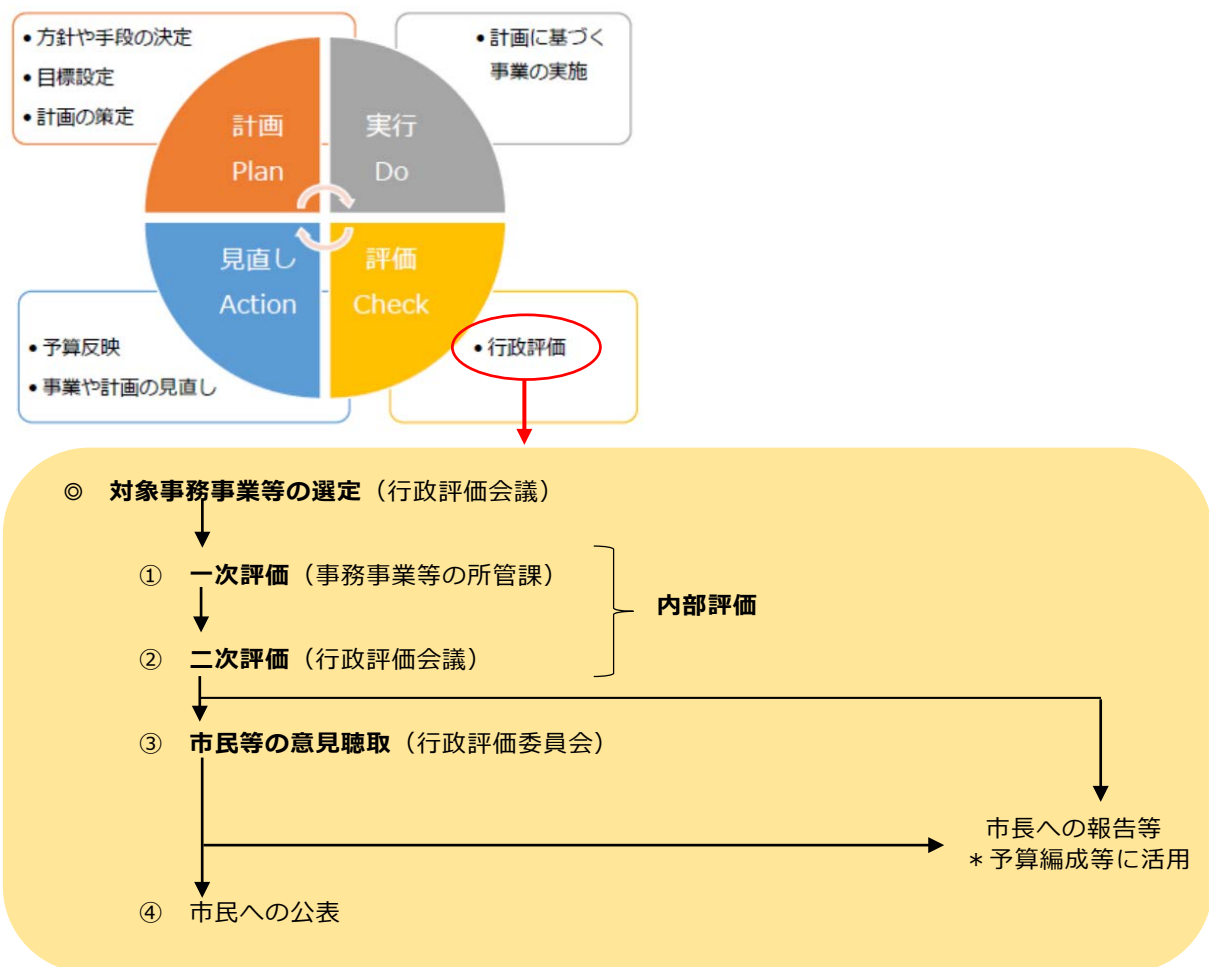 •方針や手段の決定
•目標設定
•計画の策定
•計画に基づく
事業の実施
計画
Plan
実行
Do
見直し
Action
評価
Check
•予算反映
•事業や計画の見直し
•行政評価
◎ 対象事務事業等の選定（行政評価会議）
① 一次評価（事務事業等の所管課）
内部評価
② 二次評価（行政評価会議）
③ 市民等の意見聴取（行政評価委員会）
市長への報告等
＊予算編成等に活用
④ 市民への公表